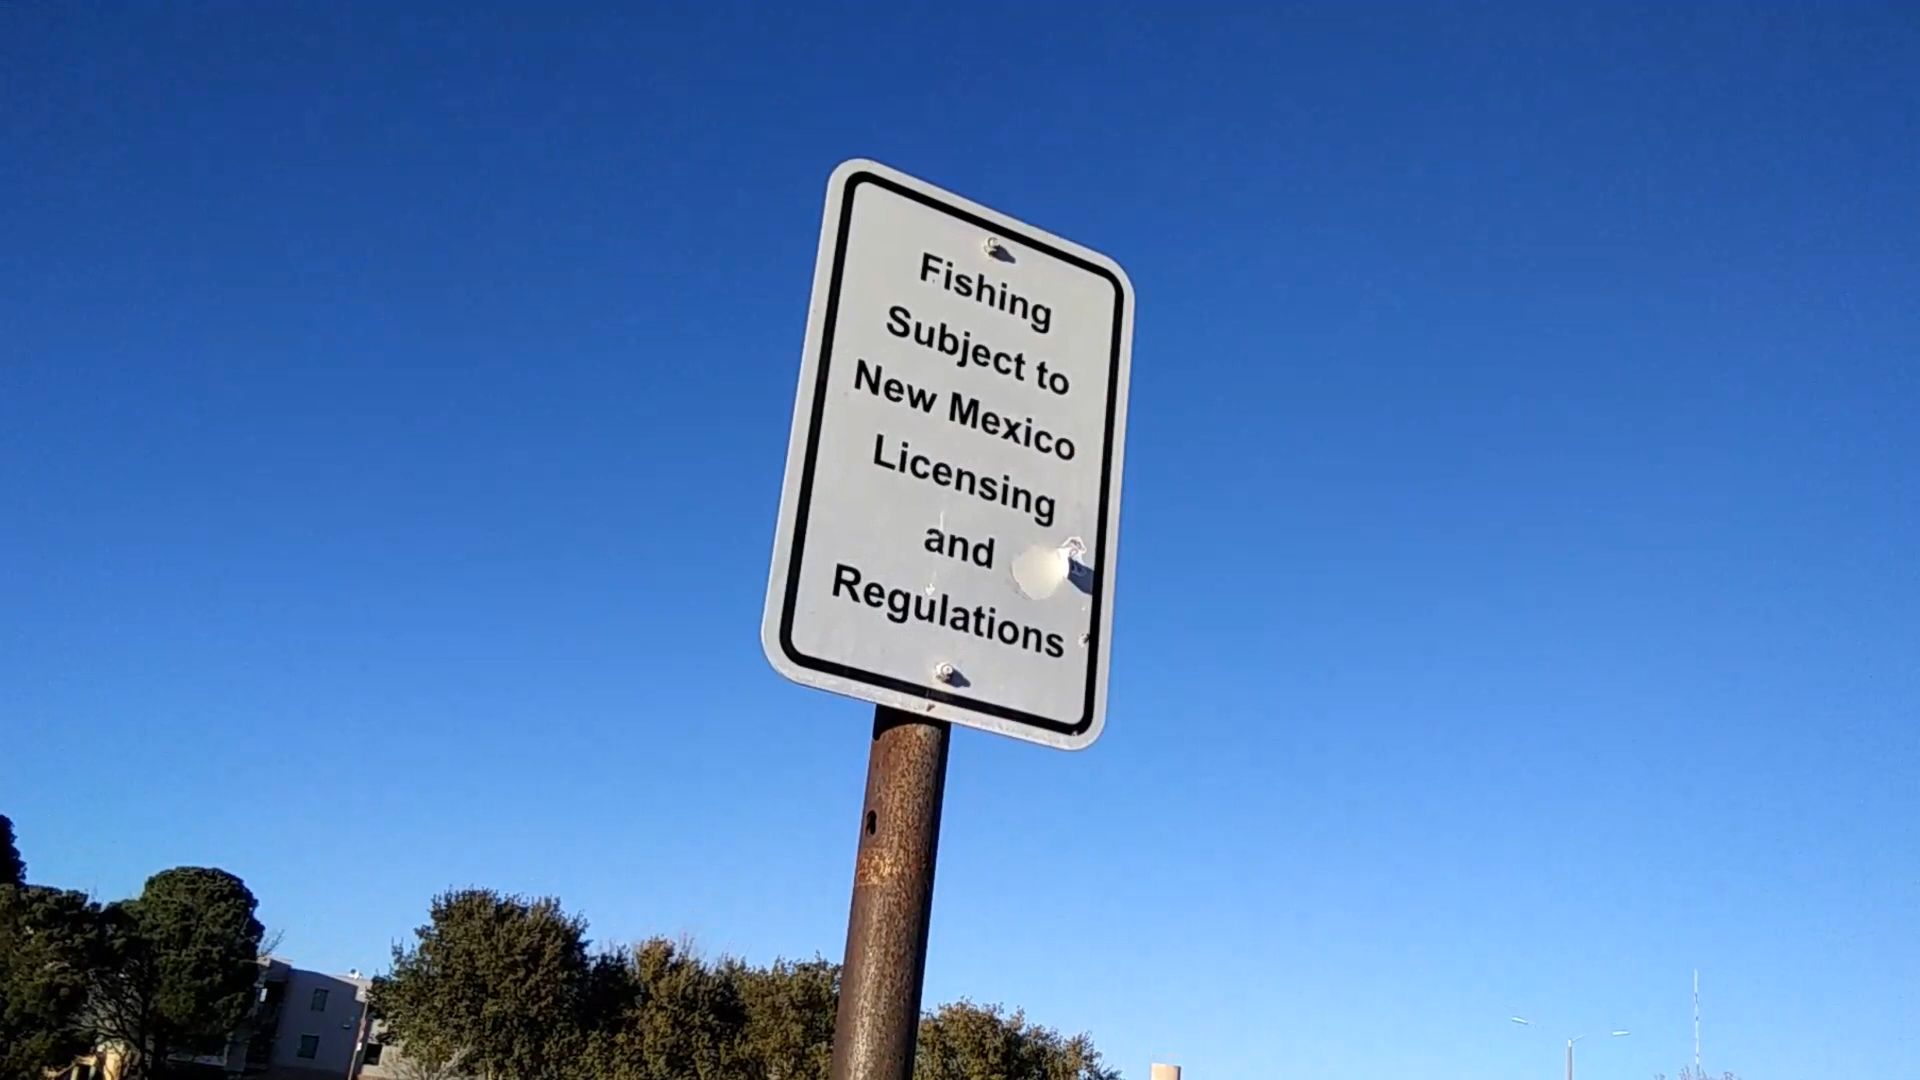 Fishing
Subject to
New Mexico
Licensing
and
Regulations